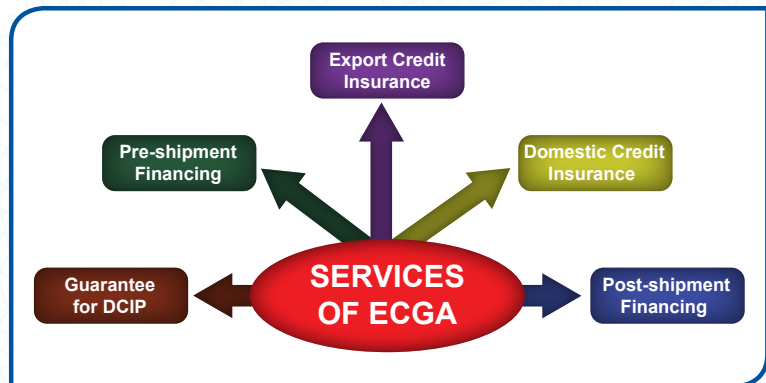 Export Credit
Insurance
Pre-shipment
Financing
Domestic Credit
Insurance
Guarantee
for DCIP
SERVICES
OF ECGA
Post-shipment
Financing